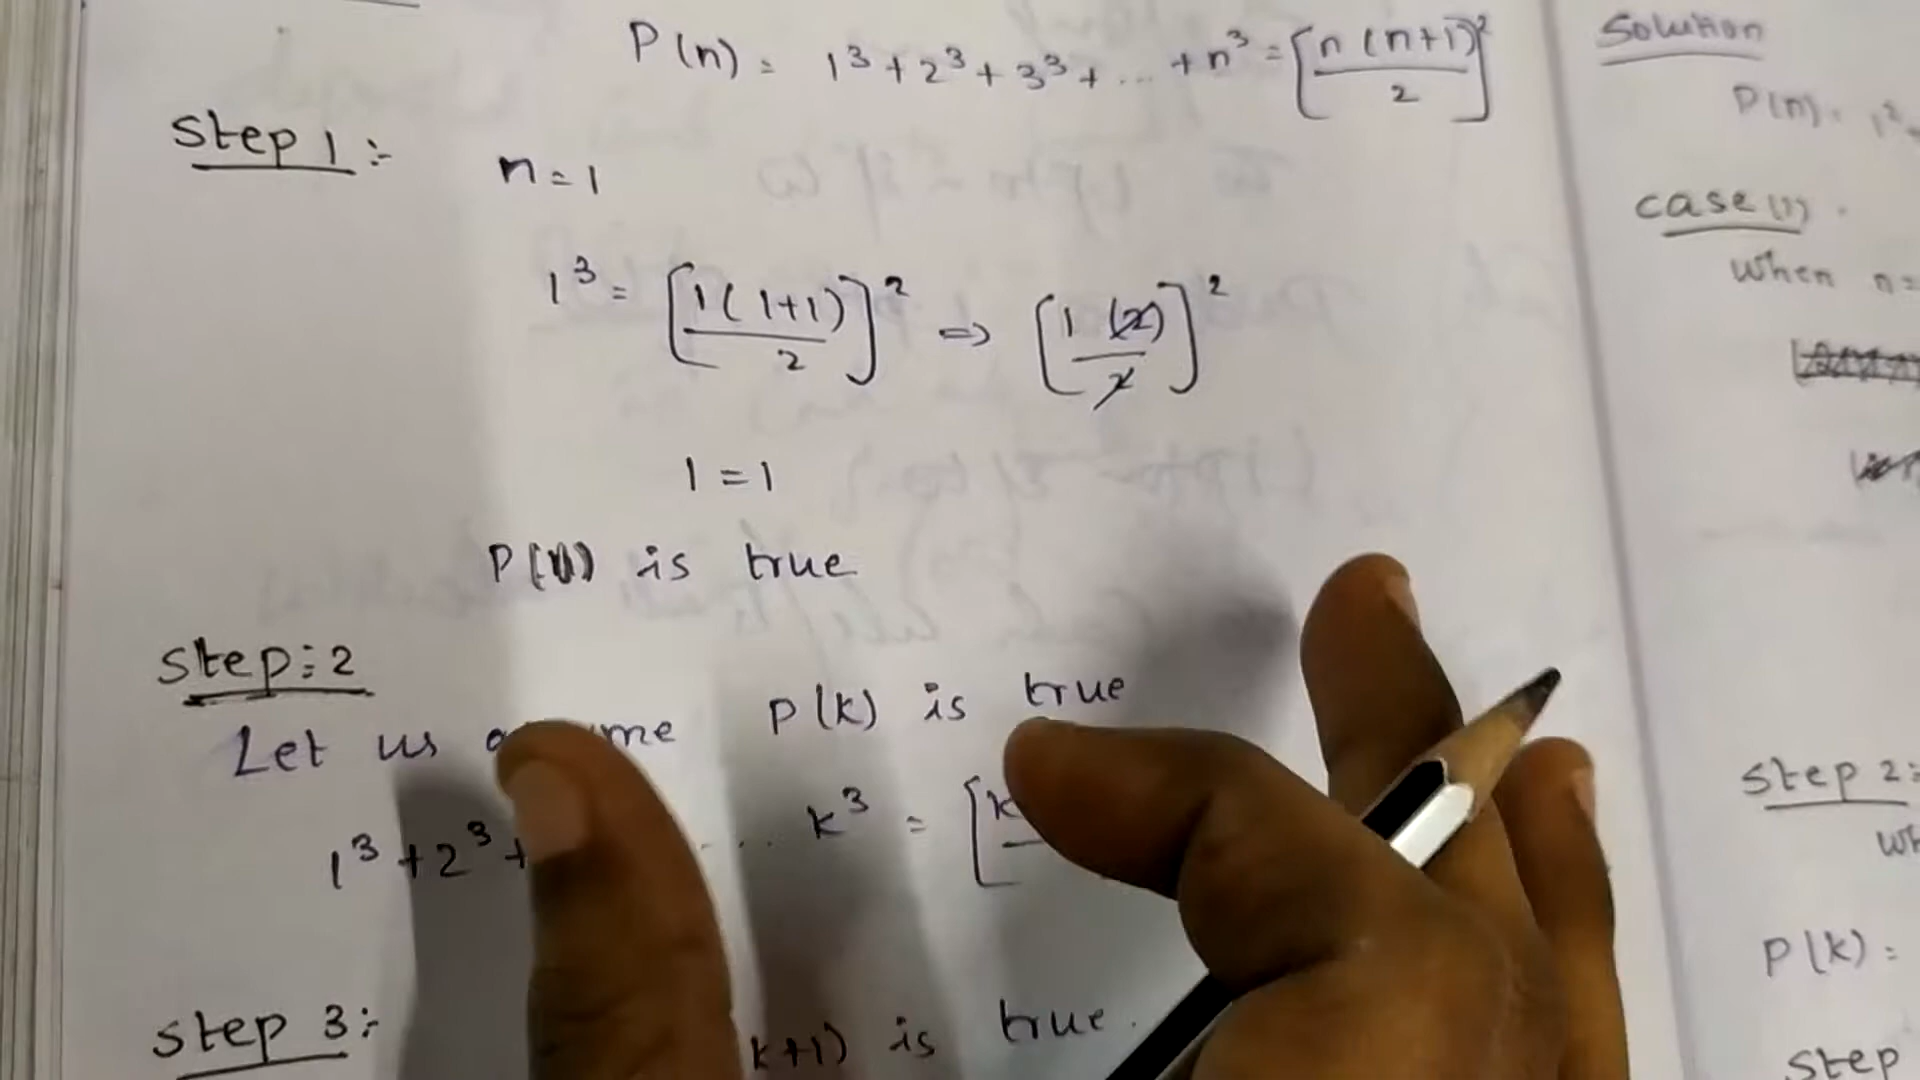 P(n) = 1³ + 2³ + 3³ + ... + n³ = [n(n+1)/2]²
Step 1 :-
n = 1
1³ = [1(1+1)/2]² ⇒ [1(2)/2]²
1 = 1
P(1) is true
Step:2
Let us P(k) is true
1³ + 2³ + .... k³ = [k
Step 3 :-
k+1) is true.
Solution
P(n) = 1²+
case (1).
When n =
Step 2:
P(k) =
Step